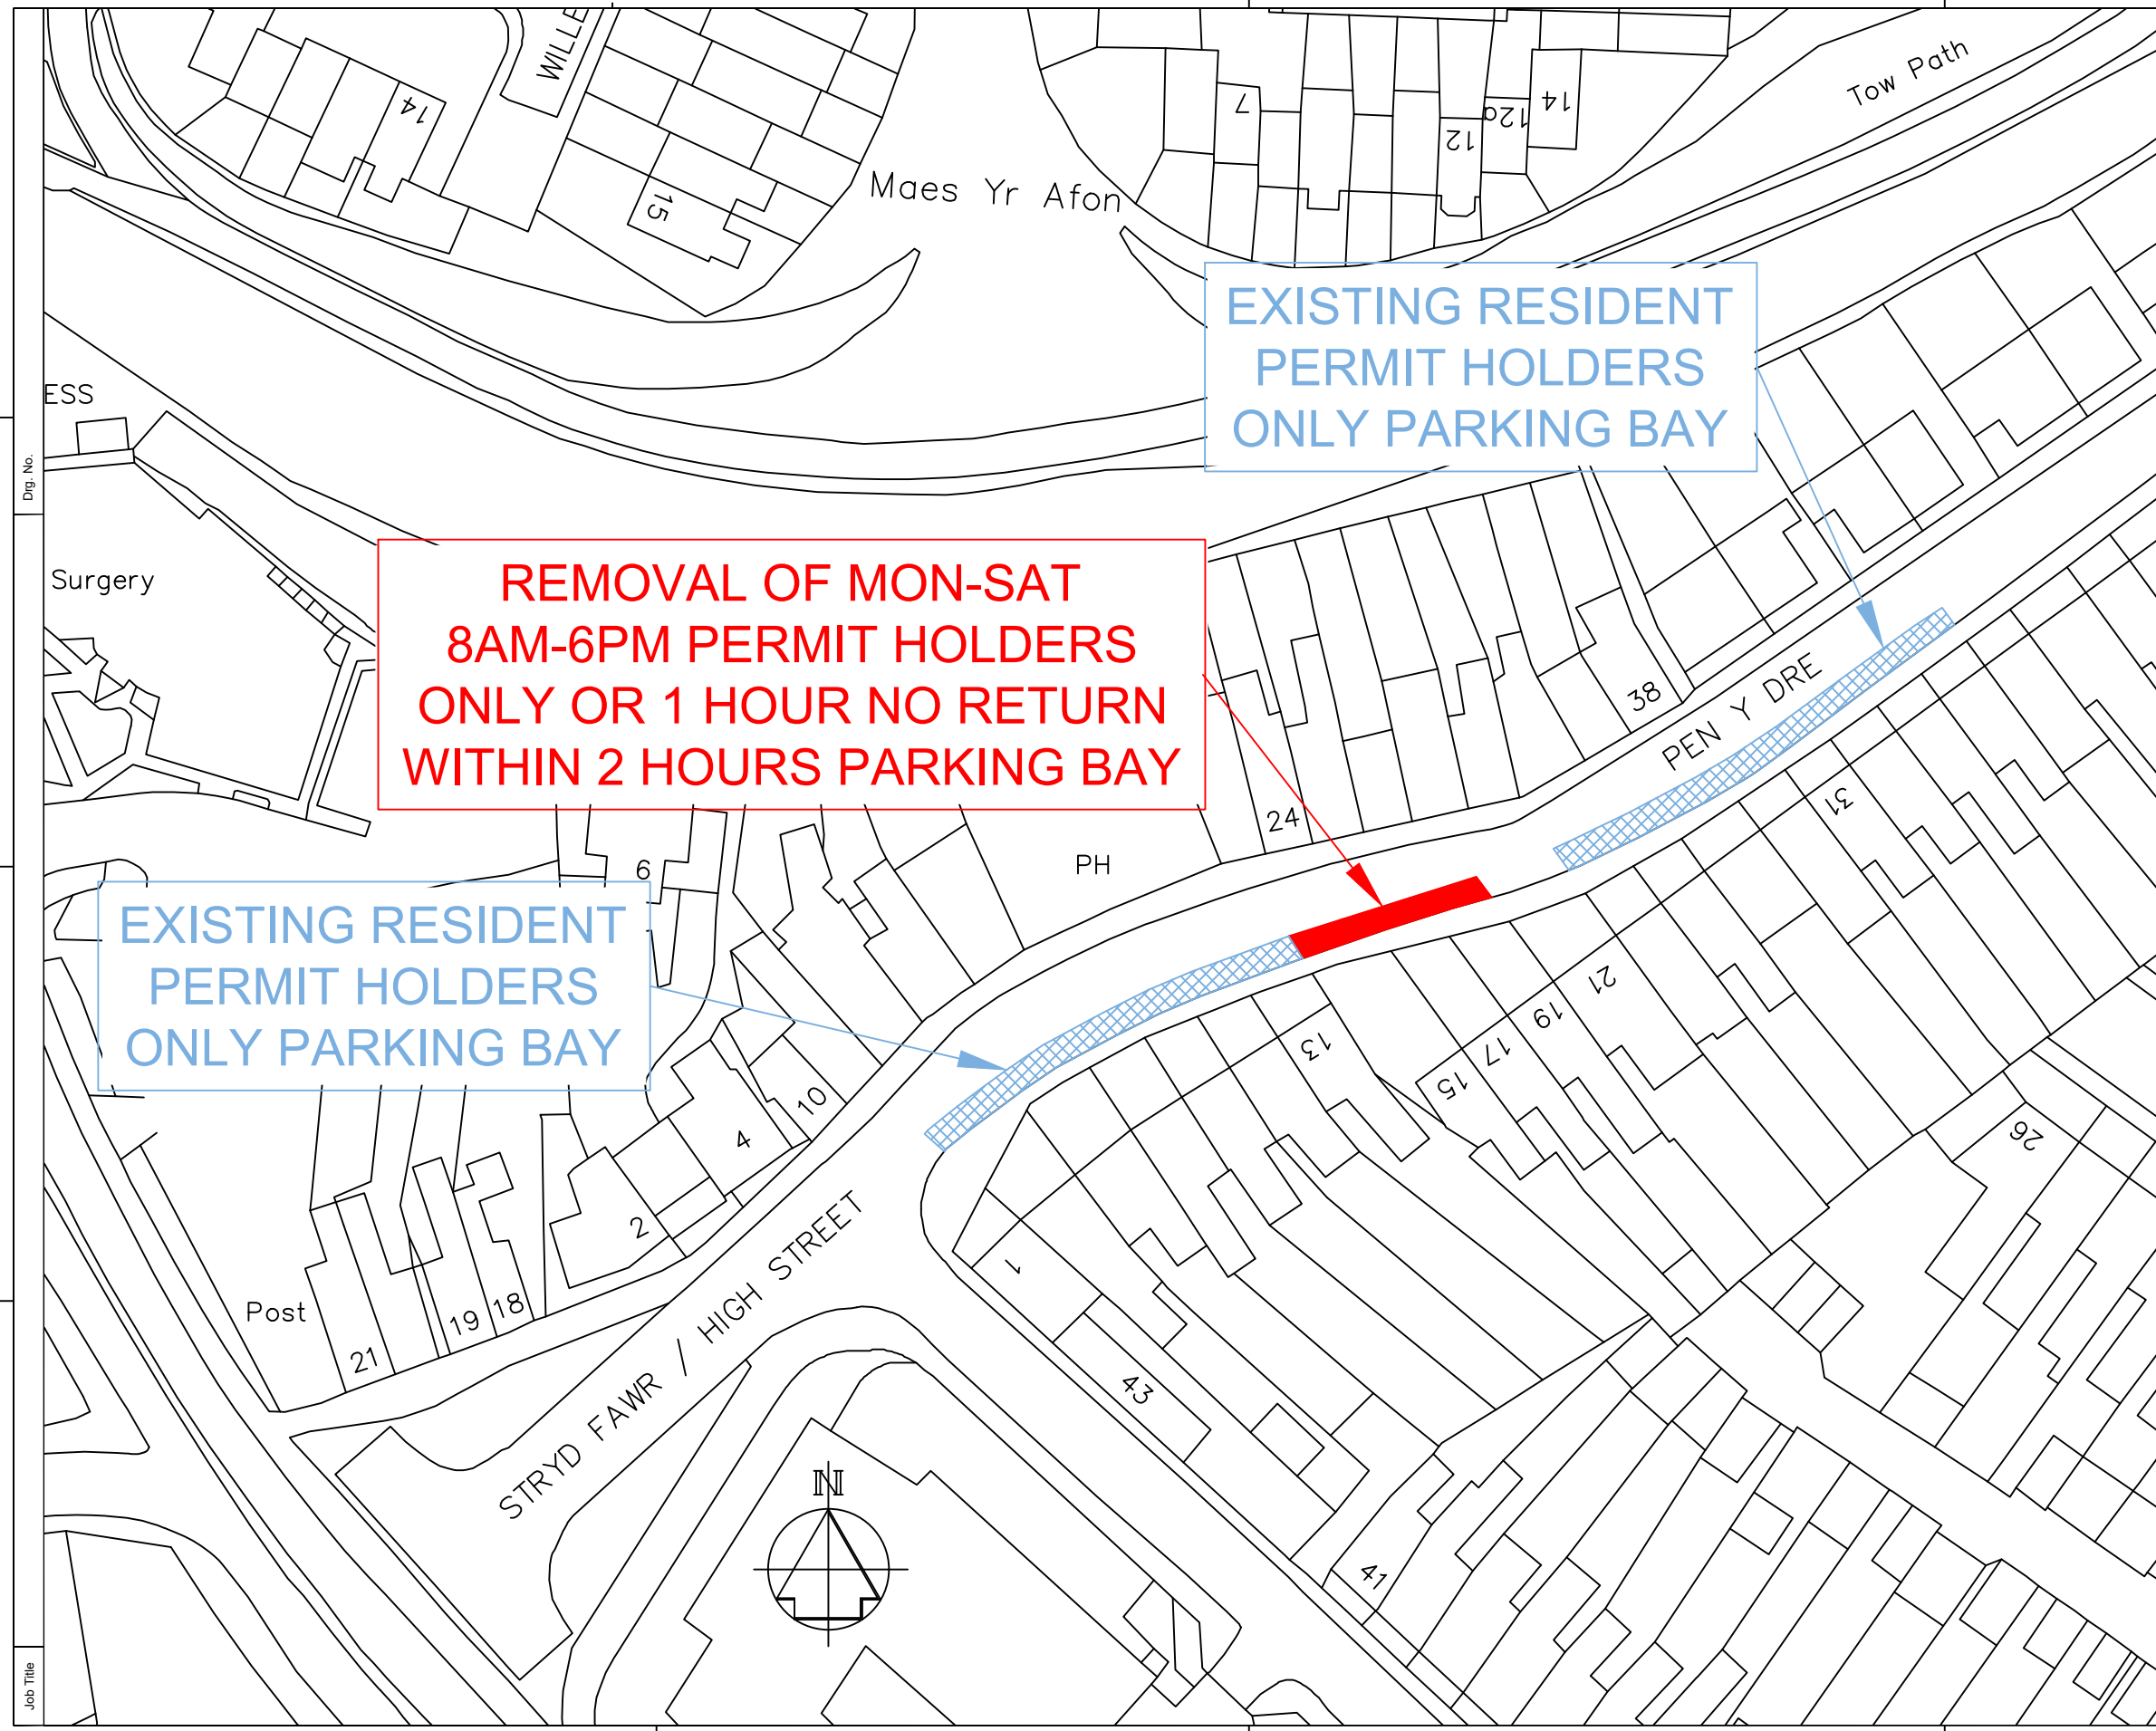 WILLE
14
15
Maes Yr Afon
7
12
12a
14
Tow Path
EXISTING RESIDENT
PERMIT HOLDERS
ONLY PARKING BAY
ESS
Drg. No.
Surgery
REMOVAL OF MON-SAT
8AM-6PM PERMIT HOLDERS
ONLY OR 1 HOUR NO RETURN
WITHIN 2 HOURS PARKING BAY
38
PEN Y DRE
31
24
PH
6
EXISTING RESIDENT
PERMIT HOLDERS
ONLY PARKING BAY
21
19
17
15
13
10
4
2
26
1
STRYD FAWR / HIGH STREET
Post
21
19
18
43
N
41
Job Title